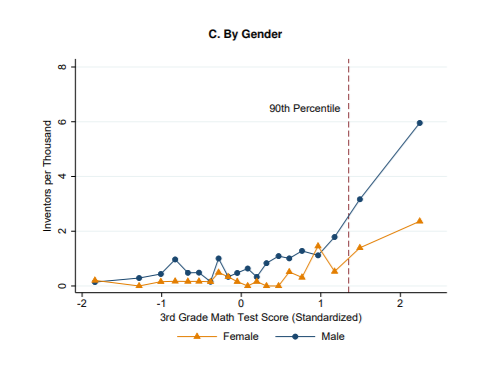 C. By Gender
8
6
4
2
0
Inventors per Thousand
90th Percentile
-2
-1
0
1
2
3rd Grade Math Test Score (Standardized)
Female
Male